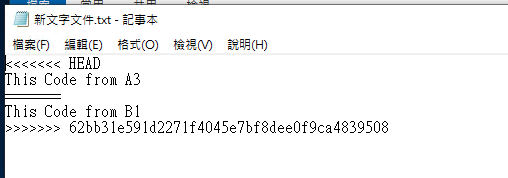 新文字文件.txt - 記事本
檔案(F) 編輯(E) 格式(O) 檢視(V) 說明(H)
<<<<<<< HEAD
This Code from A3
=======
This Code from B1
>>>>>>> 62bb31e591d2271f4045e7bf8dee0f9ca4839508